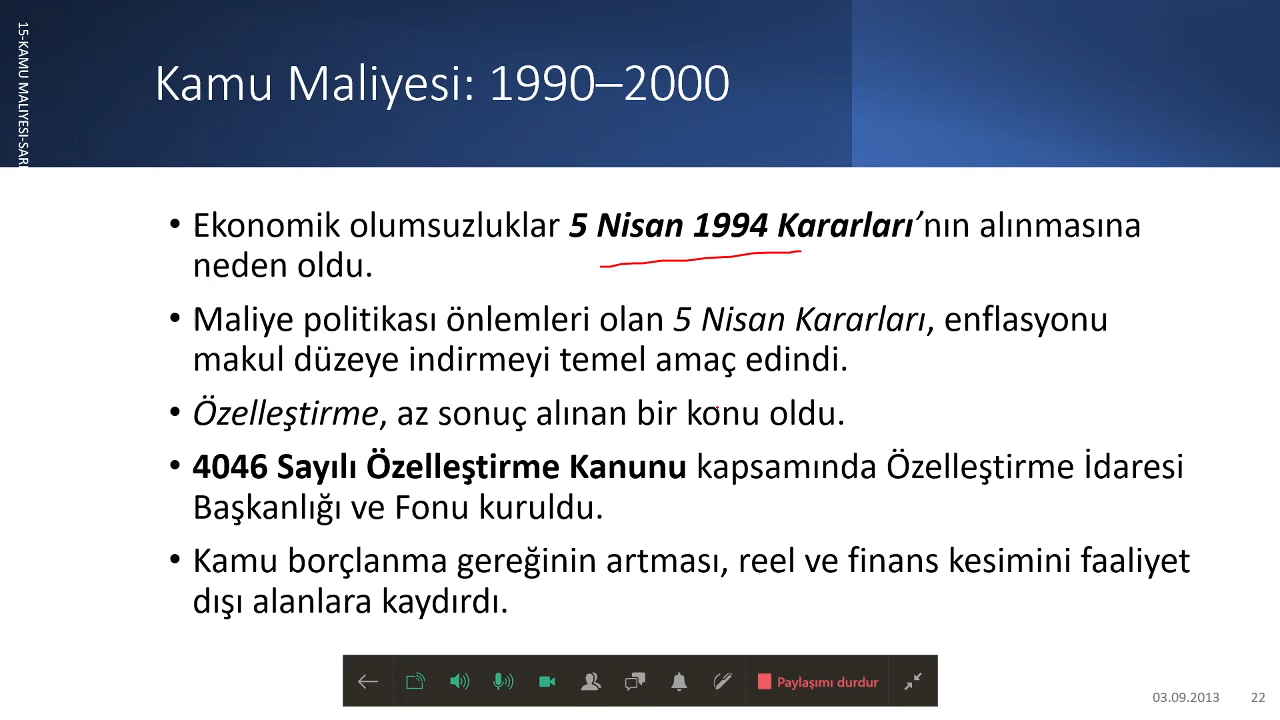 15-KAMU MALIYESI-SARI
Kamu Maliyesi: 1990–2000
• Ekonomik olumsuzluklar 5 Nisan 1994 Kararları’nın alınmasına
neden oldu.
• Maliye politikası önlemleri olan 5 Nisan Kararları, enflasyonu
makul düzeye indirmeyi temel amaç edindi.
• Özelleştirme, az sonuç alınan bir konu oldu.
• 4046 Sayılı Özelleştirme Kanunu kapsamında Özelleştirme İdaresi
Başkanlığı ve Fonu kuruldu.
• Kamu borçlanma gereğinin artması, reel ve finans kesimini faaliyet
dışı alanlara kaydırdı.
Paylaşımı durdur
03.09.2013 22